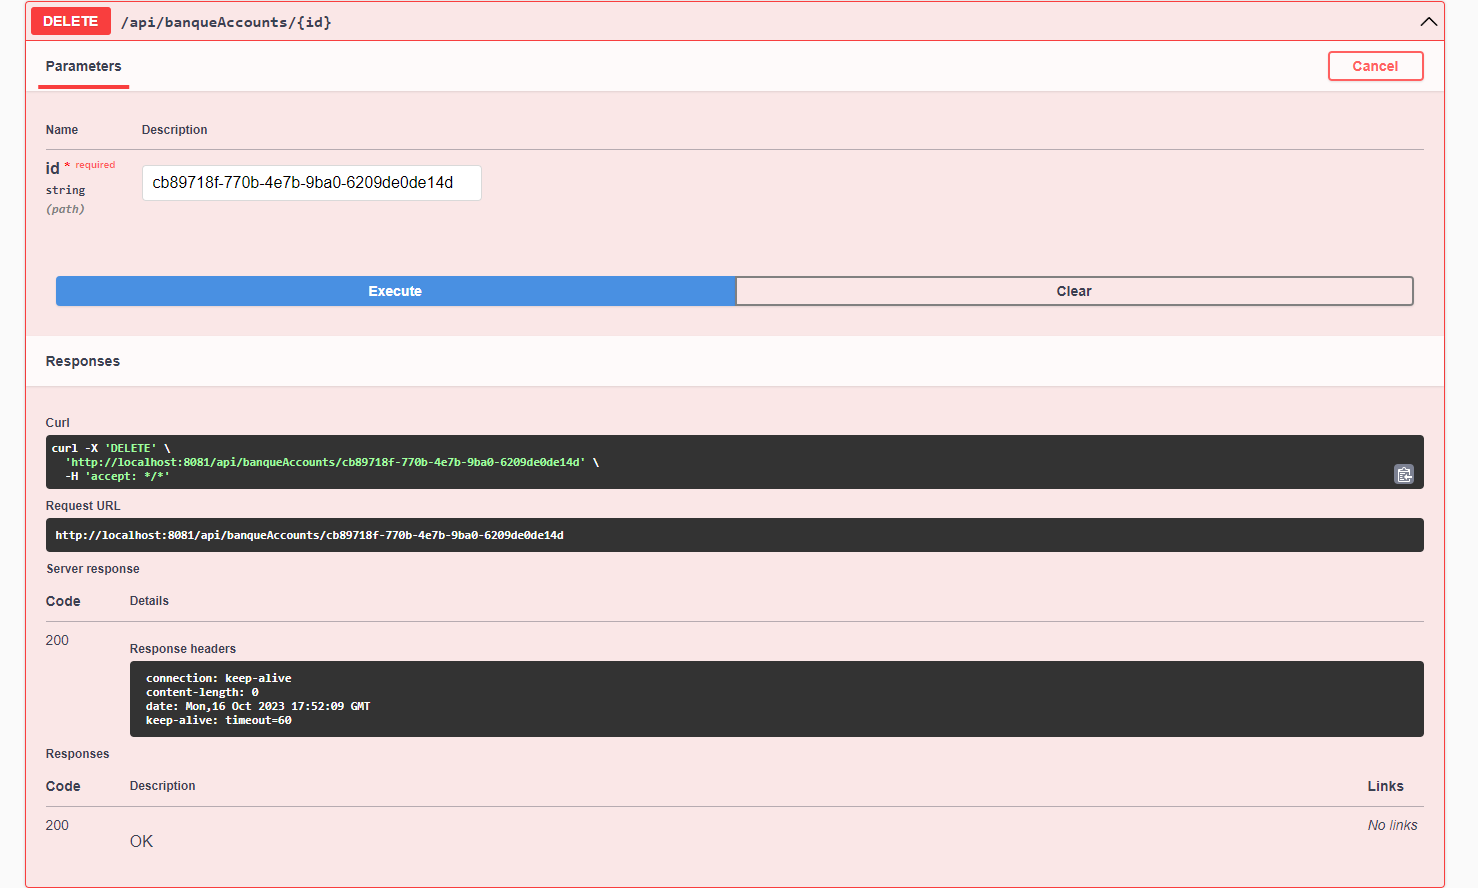 DELETE /api/banqueAccounts/{id}
Parameters Cancel
Name Description
id * required
string
(path)
cb89718f-770b-4e7b-9ba0-6209de0de14d
Execute Clear
Responses
Curl
curl -X 'DELETE' \
'http://localhost:8081/api/banqueAccounts/cb89718f-770b-4e7b-9ba0-6209de0de14d' \
-H 'accept: */*'
Request URL
http://localhost:8081/api/banqueAccounts/cb89718f-770b-4e7b-9ba0-6209de0de14d
Server response
Code Details
200
Response headers
connection: keep-alive
content-length: 0
date: Mon,16 Oct 2023 17:52:09 GMT
keep-alive: timeout=60
Responses
Code Description Links
200 No links
OK